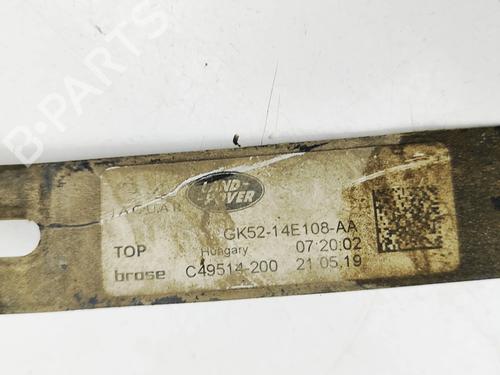 B-PARTS
JAGUAR
LAND-
ROVER
GK52-14E108-AA
TOP
Hungary
07:20:02
brose
C49514-200
21.05.19